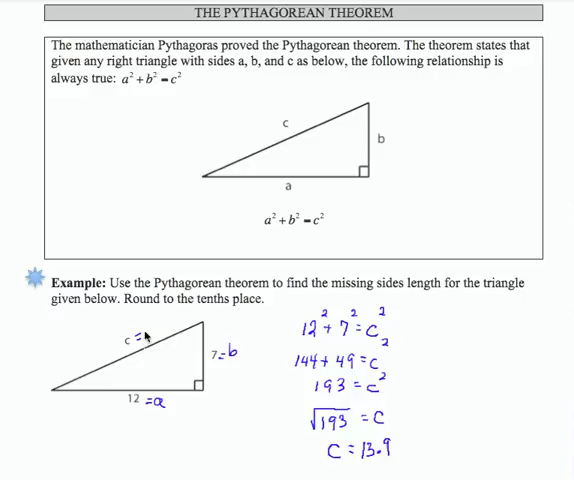 THE PYTHAGOREAN THEOREM
The mathematician Pythagoras proved the Pythagorean theorem. The theorem states that
given any right triangle with sides a, b, and c as below, the following relationship is
always true: a² + b² = c²
c
b
a
a² + b² = c²
Example: Use the Pythagorean theorem to find the missing sides length for the triangle
given below. Round to the tenths place.
c =
7 = b
12 = a
12² + 7² = c²
144 + 49 = c²
193 = c²
√193 = c
c = 13.9